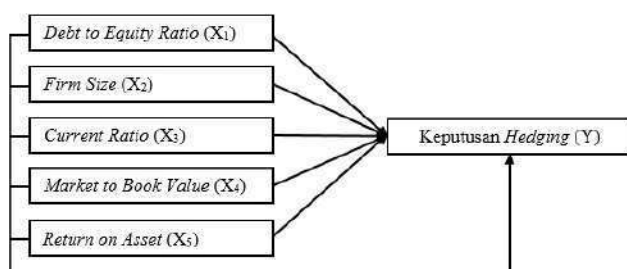 Debt to Equity Ratio (X₁)
Firm Size (X₂)
Current Ratio (X₃)
Keputusan Hedging (Y)
Market to Book Value (X₄)
Return on Asset (X₅)